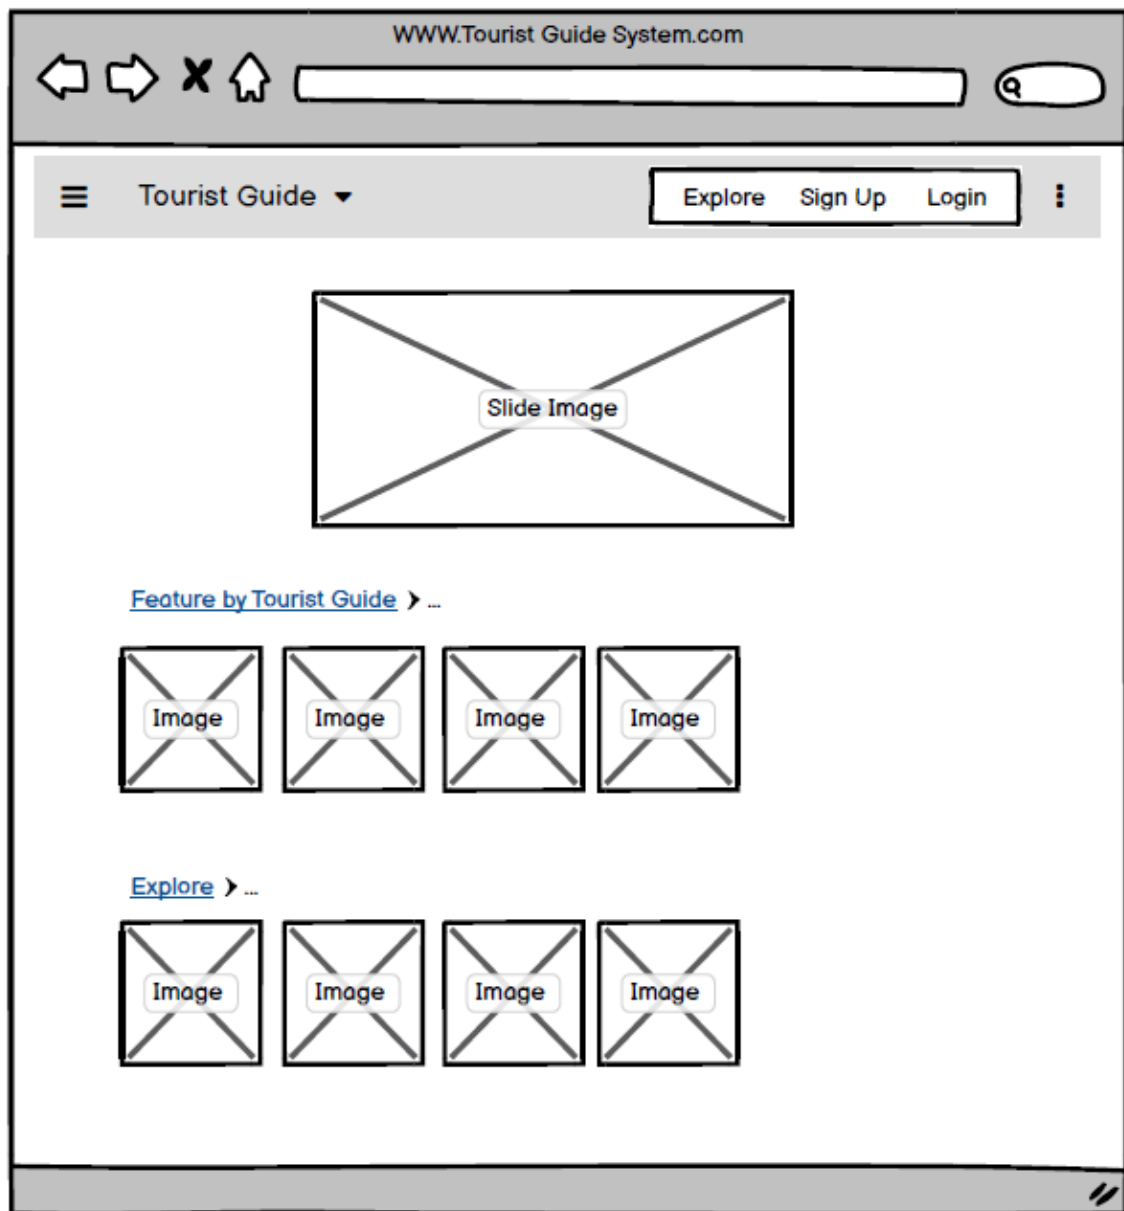 WWW.Tourist Guide System.com
Tourist Guide Explore Sign Up Login
Slide Image
Feature by Tourist Guide ...
Image Image Image Image
Explore ...
Image Image Image Image